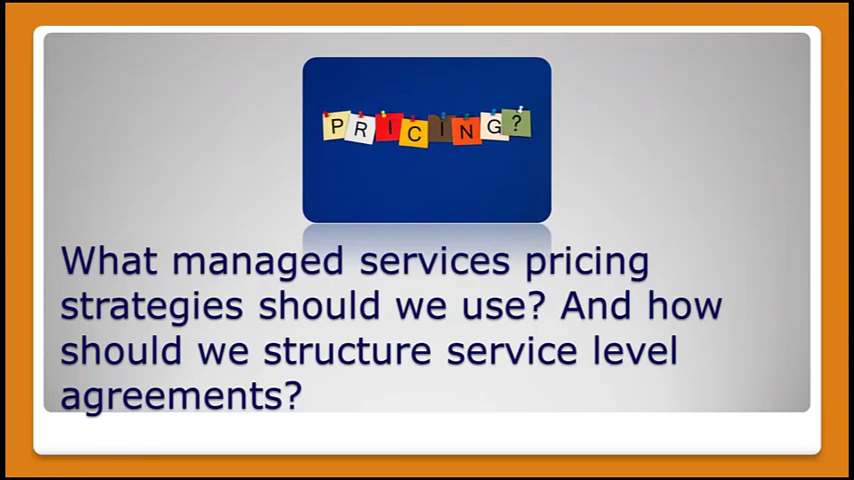 PRICING?
What managed services pricing
strategies should we use? And how
should we structure service level
agreements?